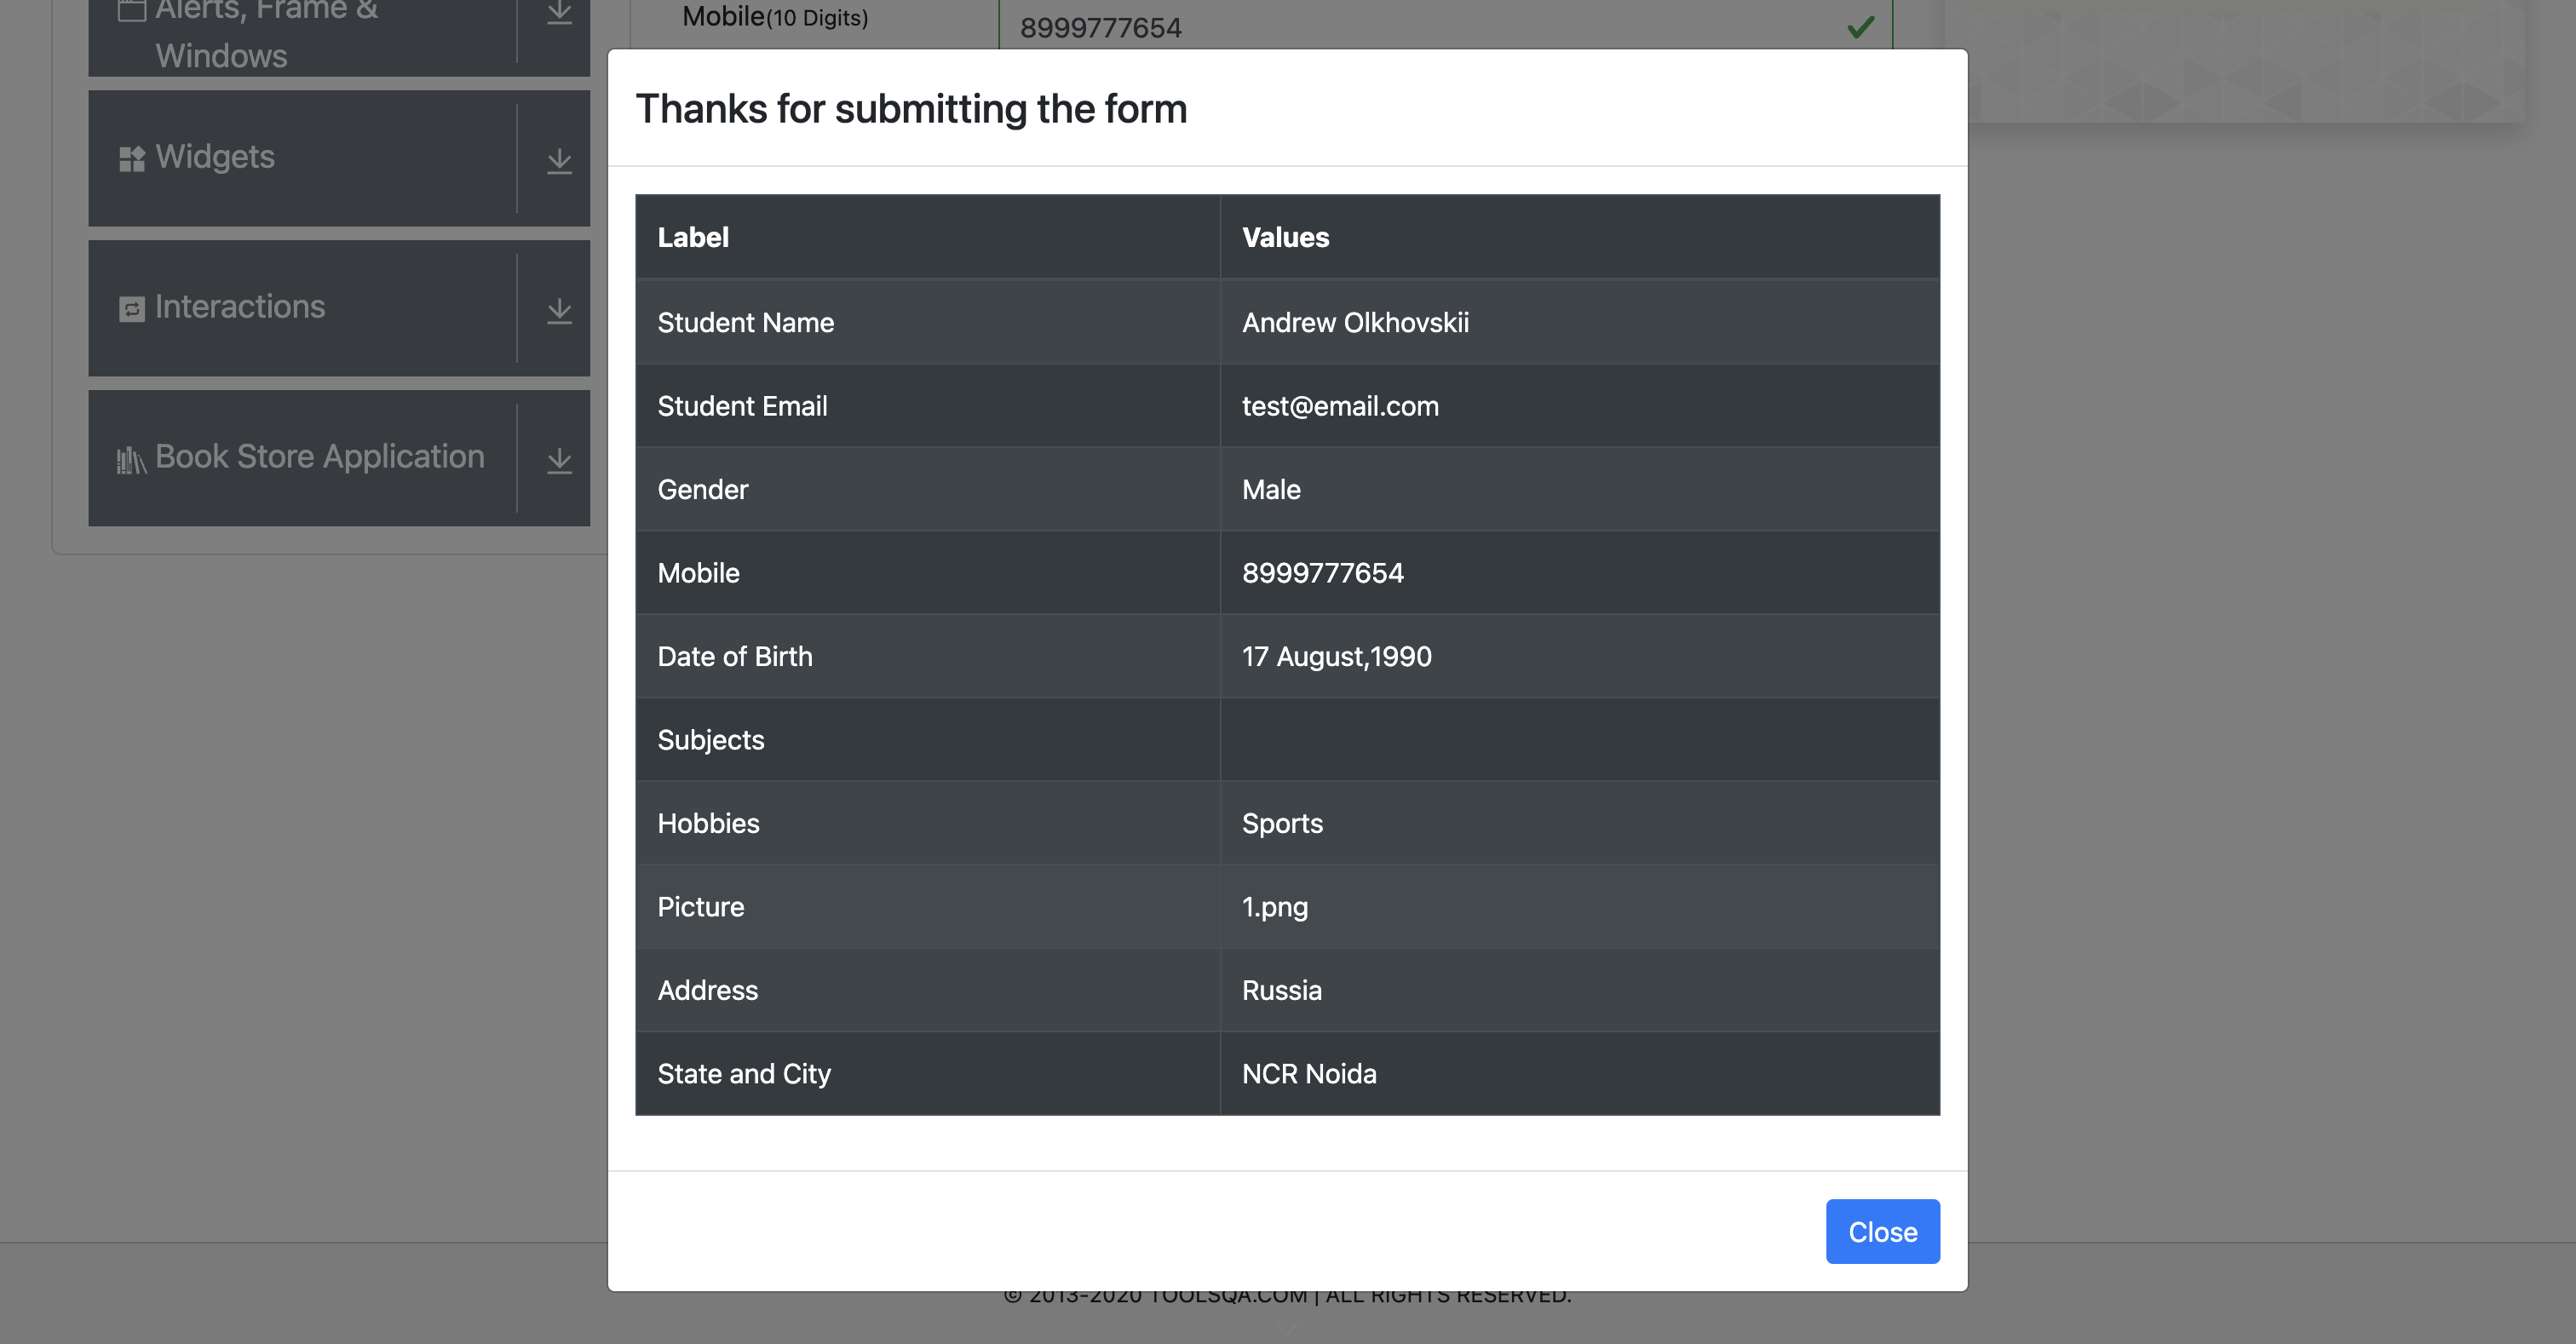 Alerts, Frame &
Windows
Widgets
Interactions
Book Store Application
Mobile(10 Digits)
8999777654
Thanks for submitting the form
Label Values
Student Name Andrew Olkhovskii
Student Email test@email.com
Gender Male
Mobile 8999777654
Date of Birth 17 August,1990
Subjects
Hobbies Sports
Picture 1.png
Address Russia
State and City NCR Noida
Close
© 2013-2020 TOOLSQA.COM | ALL RIGHTS RESERVED.